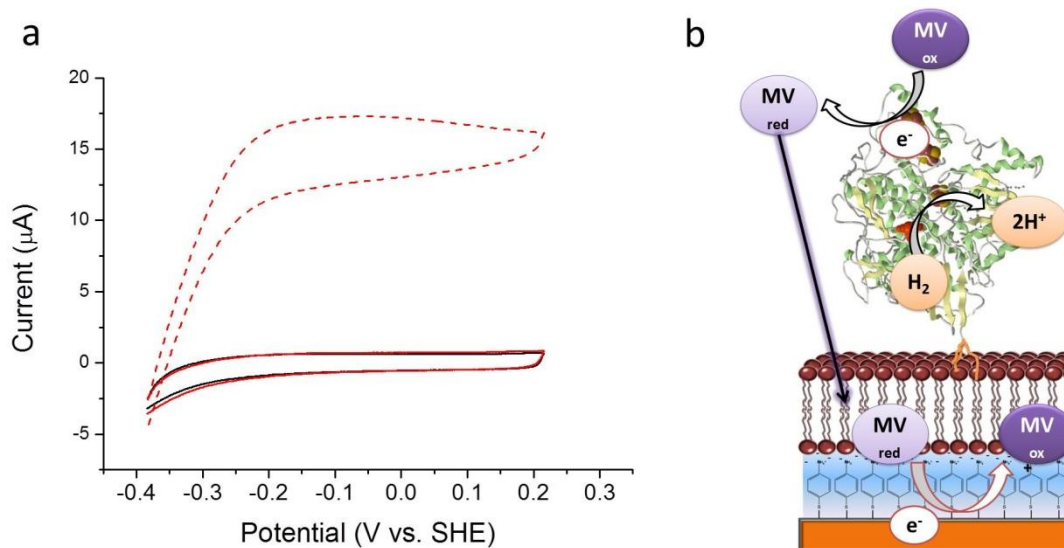 a
20
15
10
5
0
-5
Current (µA)
-0.4 -0.3 -0.2 -0.1 0.0 0.1 0.2 0.3
Potential (V vs. SHE)
b
MV
ox
MV
red
e-
2H+
H2
MV
red
MV
ox
+
e-